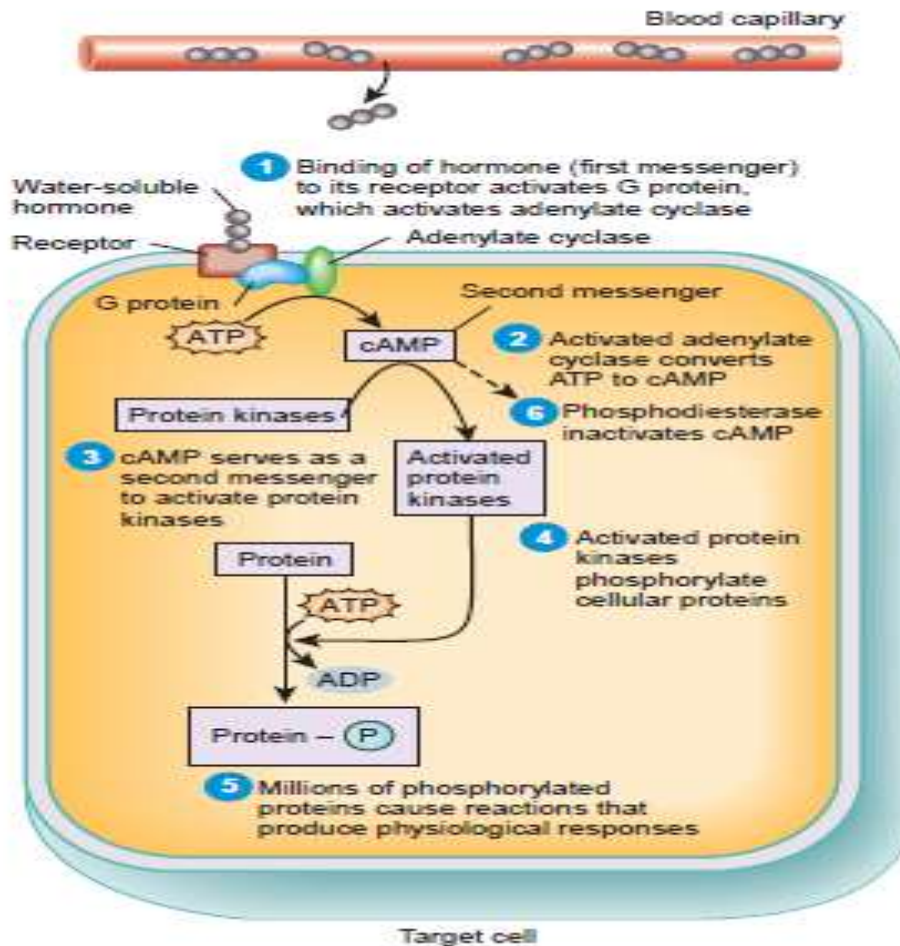 Blood capillary
1 Binding of hormone (first messenger)
to its receptor activates G protein,
which activates adenylate cyclase
Water-soluble
hormone
Receptor
Adenylate cyclase
G protein
Second messenger
ATP
cAMP
2 Activated adenylate
cyclase converts
ATP to cAMP
Protein kinases
6 Phosphodiesterase
inactivates cAMP
3 cAMP serves as a
second messenger
to activate protein
kinases
Activated
protein
kinases
4 Activated protein
kinases
phosphorylate
cellular proteins
Protein
ATP
ADP
Protein – P
5 Millions of phosphorylated
proteins cause reactions that
produce physiological responses
Target cell